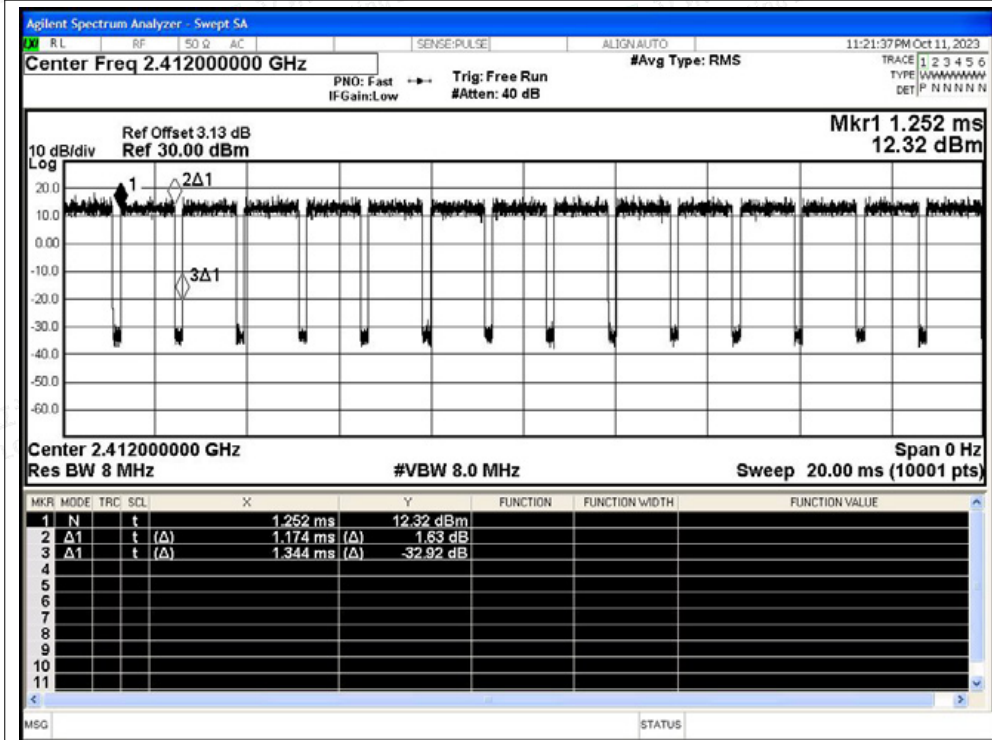 Agilent Spectrum Analyzer - Swept SA
LXI RL RF 50 Ω AC SENSE:PULSE ALIGNAUTO 11:21:37 PM Oct 11, 2023
Center Freq 2.412000000 GHz #Avg Type: RMS TRACE 1 2 3 4 5 6
PNO: Fast Trig: Free Run TYPE WWWWWW
IFGain:Low #Atten: 40 dB DET P N N N N N
Mkr1 1.252 ms
Ref Offset 3.13 dB
10 dB/div Ref 30.00 dBm 12.32 dBm
Log
20.0
1 2Δ1
10.0
0.00
-10.0
3Δ1
-20.0
-30.0
-40.0
-50.0
-60.0
Center 2.412000000 GHz Span 0 Hz
Res BW 8 MHz #VBW 8.0 MHz Sweep 20.00 ms (10001 pts)
MKR MODE TRC SCL X Y FUNCTION FUNCTION WIDTH FUNCTION VALUE
1 N t 1.252 ms 12.32 dBm
2 Δ1 t (Δ) 1.174 ms (Δ) 1.63 dB
3 Δ1 t (Δ) 1.344 ms (Δ) -32.92 dB
4
5
6
7
8
9
10
11
MSG STATUS